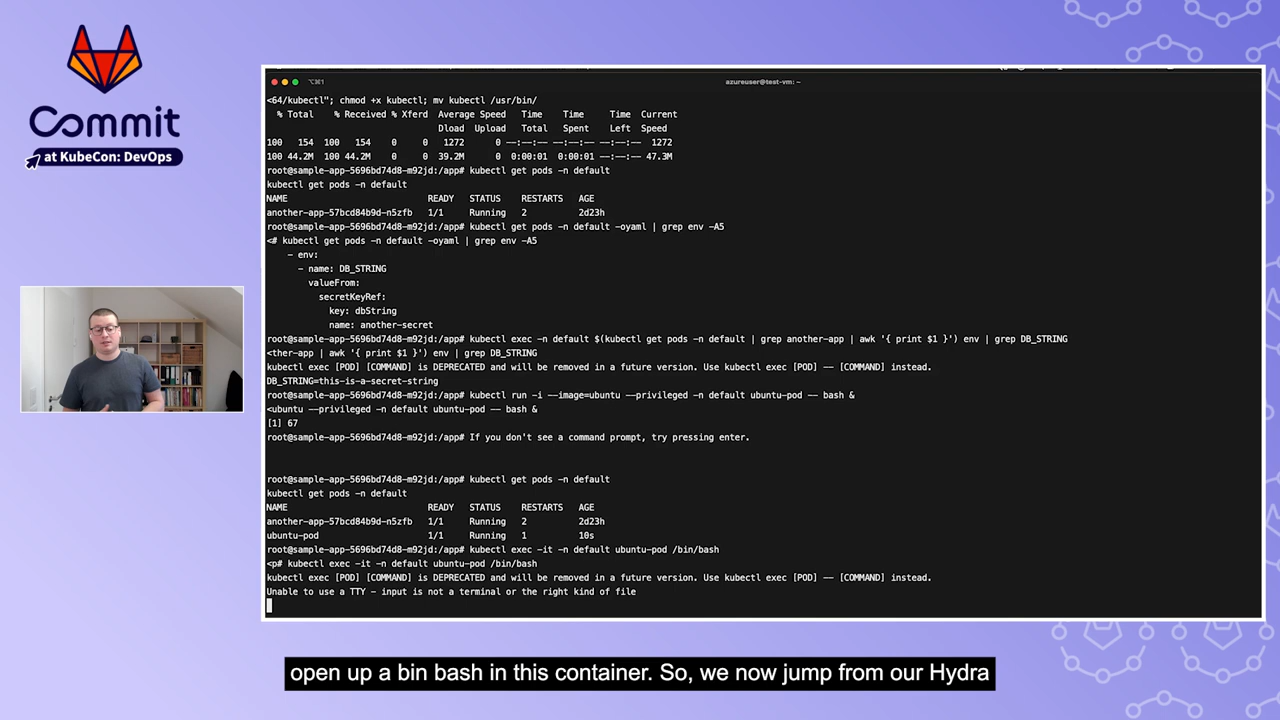 Commit
at KubeCon: DevOps
⌥⌘1
azureuser@test-vm: ~
<64/kubectl"; chmod +x kubectl; mv kubectl /usr/bin/
% Total % Received % Xferd Average Speed Time Time Time Current
Dload Upload Total Spent Left Speed
100 154 100 154 0 0 1272 0 --:--:-- --:--:-- --:--:-- 1272
100 44.2M 100 44.2M 0 0 39.2M 0 0:00:01 0:00:01 --:--:-- 47.3M
root@sample-app-5696bd74d8-m92jd:/app# kubectl get pods -n default
kubectl get pods -n default
NAME READY STATUS RESTARTS AGE
another-app-57bcd84b9d-n5zfb 1/1 Running 2 2d23h
root@sample-app-5696bd74d8-m92jd:/app# kubectl get pods -n default -oyaml | grep env -A5
<# kubectl get pods -n default -oyaml | grep env -A5
- env:
- name: DB_STRING
valueFrom:
secretKeyRef:
key: dbString
name: another-secret
root@sample-app-5696bd74d8-m92jd:/app# kubectl exec -n default $(kubectl get pods -n default | grep another-app | awk '{ print $1 }') env | grep DB_STRING
<ther-app | awk '{ print $1 }') env | grep DB_STRING
kubectl exec [POD] [COMMAND] is DEPRECATED and will be removed in a future version. Use kubectl exec [POD] -- [COMMAND] instead.
DB_STRING=this-is-a-secret-string
root@sample-app-5696bd74d8-m92jd:/app# kubectl run -i --image=ubuntu --privileged -n default ubuntu-pod -- bash &
<ubuntu --privileged -n default ubuntu-pod -- bash &
[1] 67
root@sample-app-5696bd74d8-m92jd:/app# If you don't see a command prompt, try pressing enter.
root@sample-app-5696bd74d8-m92jd:/app# kubectl get pods -n default
kubectl get pods -n default
NAME READY STATUS RESTARTS AGE
another-app-57bcd84b9d-n5zfb 1/1 Running 2 2d23h
ubuntu-pod 1/1 Running 1 10s
root@sample-app-5696bd74d8-m92jd:/app# kubectl exec -it -n default ubuntu-pod /bin/bash
<p# kubectl exec -it -n default ubuntu-pod /bin/bash
kubectl exec [POD] [COMMAND] is DEPRECATED and will be removed in a future version. Use kubectl exec [POD] -- [COMMAND] instead.
Unable to use a TTY - input is not a terminal or the right kind of file
open up a bin bash in this container. So, we now jump from our Hydra